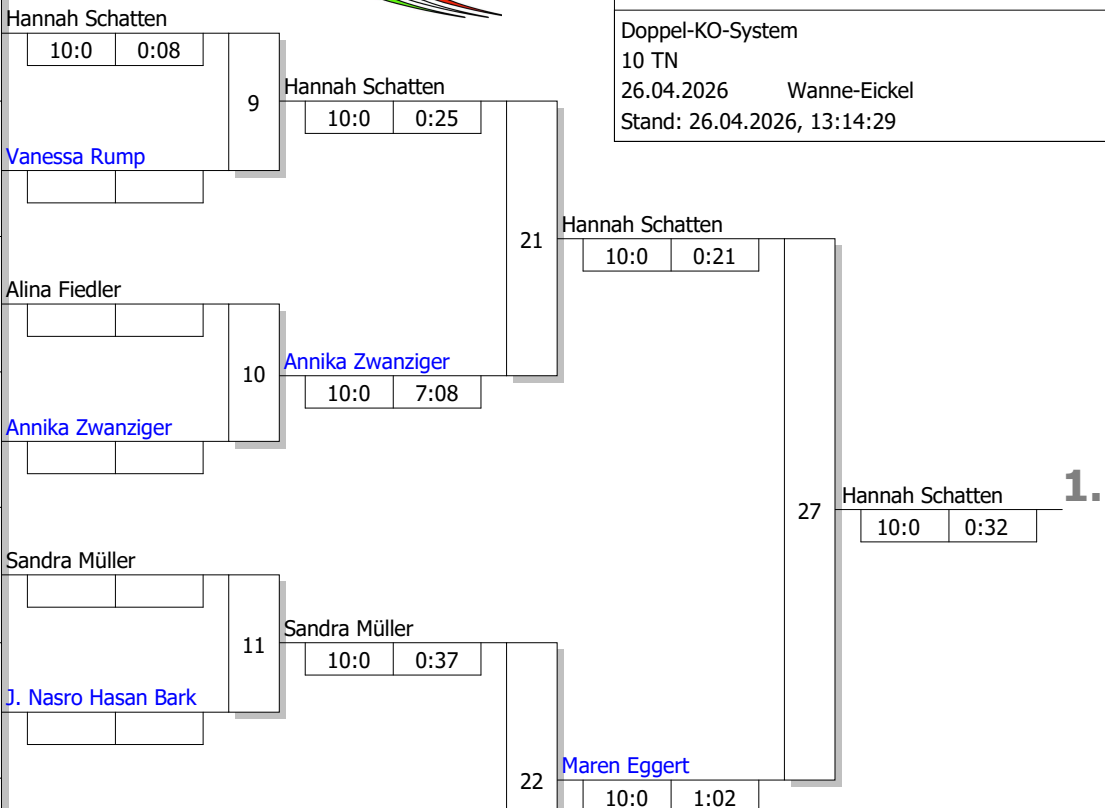 Hannah Schatten
10:0 0:08
9
Vanessa Rump
Hannah Schatten
10:0 0:25
Doppel-KO-System
10 TN
26.04.2026 Wanne-Eickel
Stand: 26.04.2026, 13:14:29
21
Hannah Schatten
10:0 0:21
Alina Fiedler
10
Annika Zwanziger
10:0 7:08
Annika Zwanziger
27
Hannah Schatten
1.
10:0 0:32
Sandra Müller
11
Sandra Müller
10:0 0:37
J. Nasro Hasan Bark
22
Maren Eggert
10:0 1:02